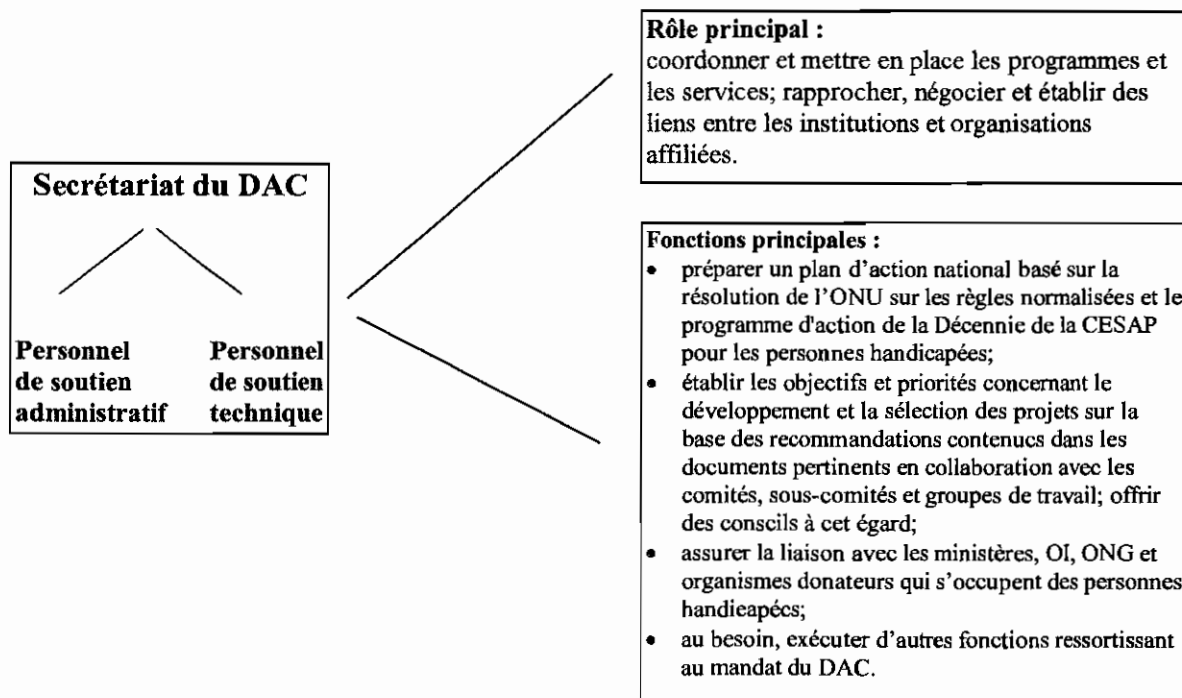 Secrétariat du DAC
Personnel
de soutien
administratif
Personnel
de soutien
technique
Rôle principal :
coordonner et mettre en place les programmes et
les services; rapprocher, négocier et établir des
liens entre les institutions et organisations
affiliées.
Fonctions principales :
• préparer un plan d'action national basé sur la
résolution de l'ONU sur les règles normalisées et le
programme d'action de la Décennie de la CESAP
pour les personnes handicapées;
• établir les objectifs et priorités concernant le
développement et la sélection des projets sur la
base des recommandations contenues dans les
documents pertinents en collaboration avec les
comités, sous-comités et groupes de travail; offrir
des conseils à cet égard;
• assurer la liaison avec les ministères, OI, ONG et
organismes donateurs qui s'occupent des personnes
handicapées;
• au besoin, exécuter d'autres fonctions ressortissant
au mandat du DAC.